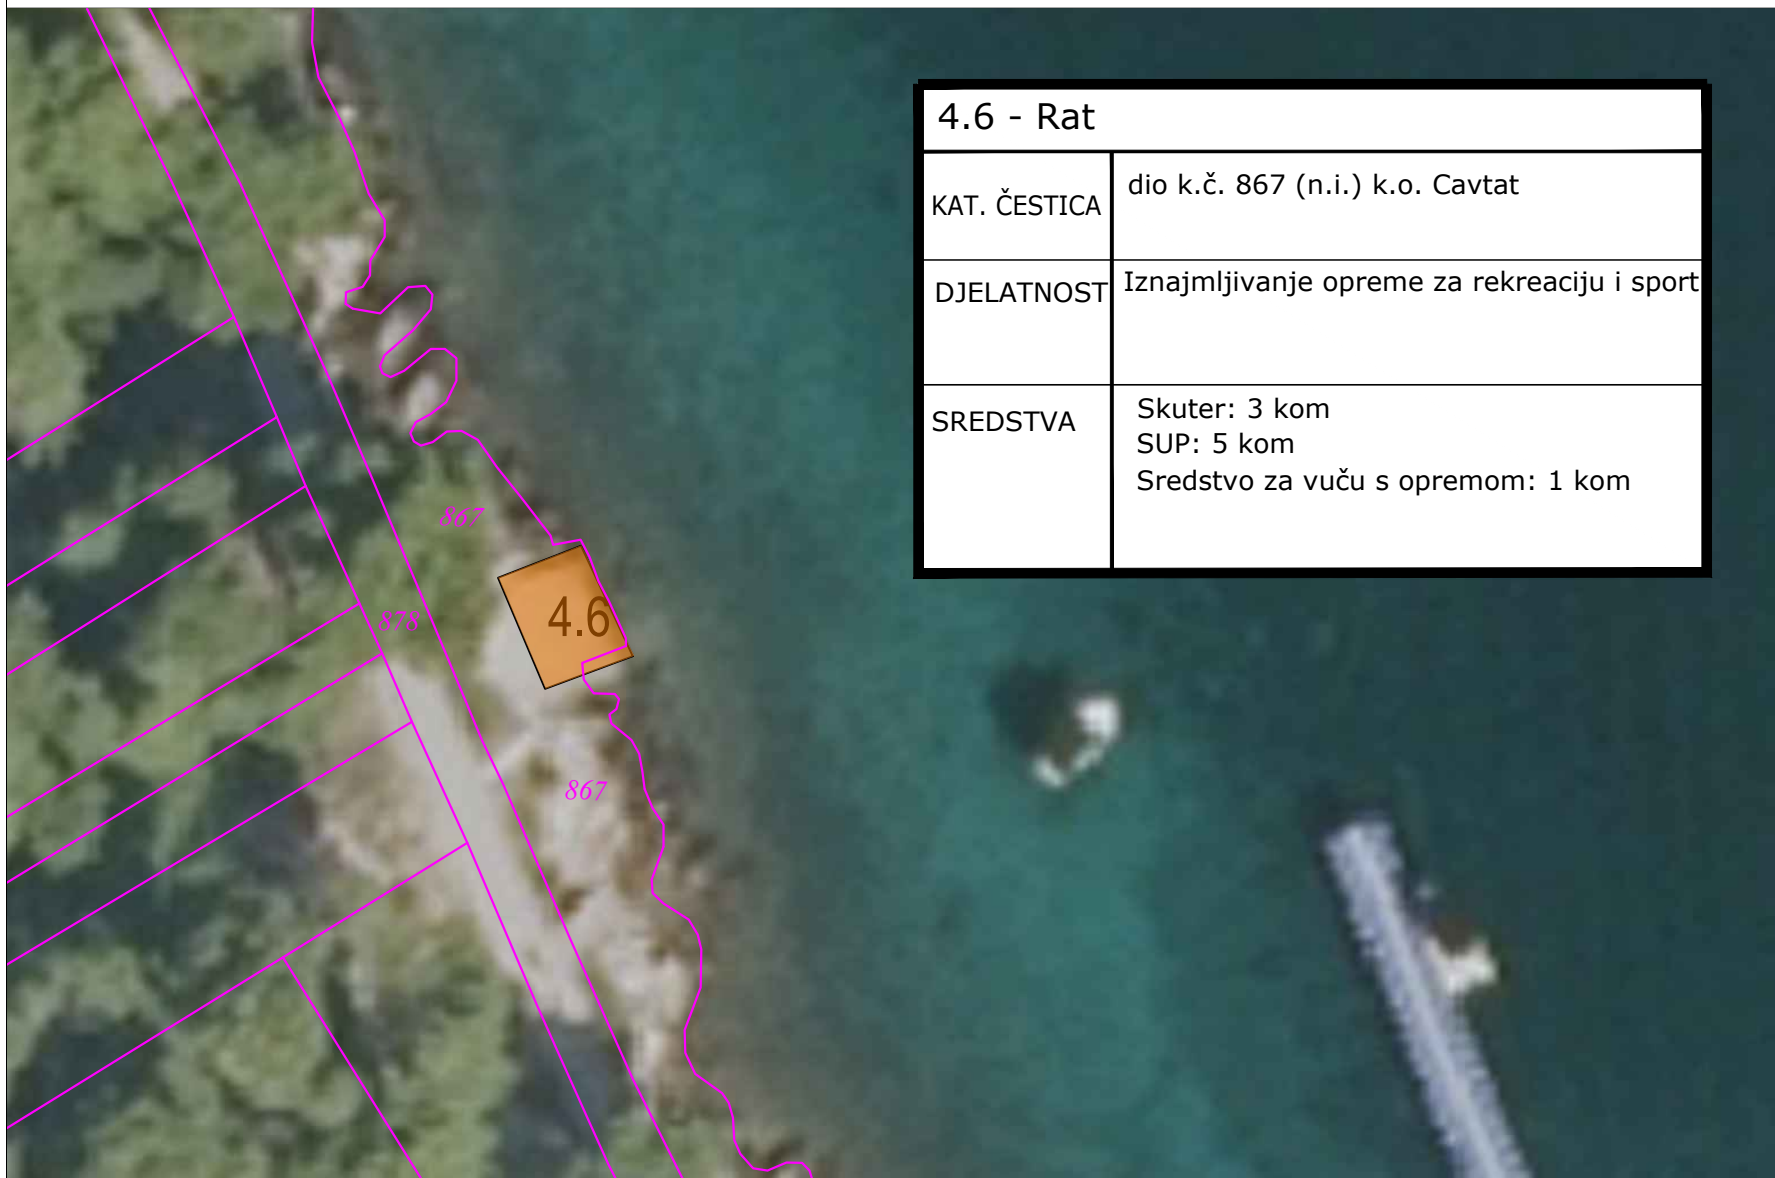 4.6 - Rat
KAT. ČESTICA
dio k.č. 867 (n.i.) k.o. Cavtat
DJELATNOST
Iznajmljivanje opreme za rekreaciju i sport
SREDSTVA
Skuter: 3 kom
SUP: 5 kom
Sredstvo za vuču s opremom: 1 kom
867
4.6
878
867